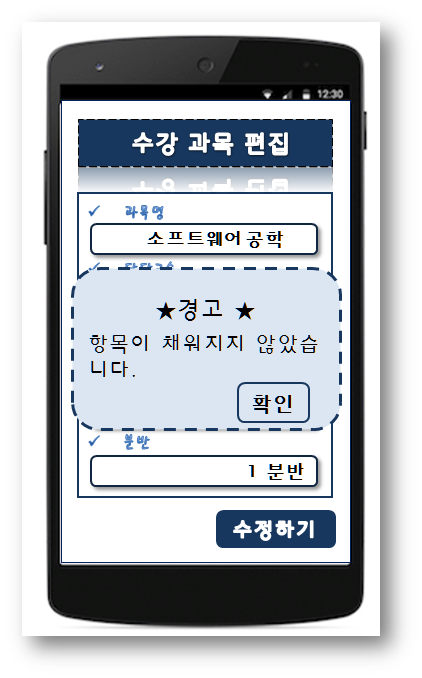 12:30
수강 과목 편집
✓ 과목명
소프트웨어 공학
★경고 ★
항목이 채워지지 않았습
니다.
확인
✓ 분반
1 분반
수정하기